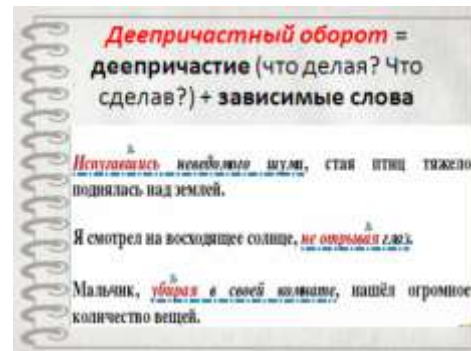 Деепричастный оборот =
деепричастие (что делая? Что
сделав?) + зависимые слова
Испугавшись неведомого шума, стая птиц тяжело
поднялась над землей.
Я смотрел на восходящее солнце, не отрывая глаз.
Мальчик, убирая в своей комнате, нашёл огромное
количество вещей.